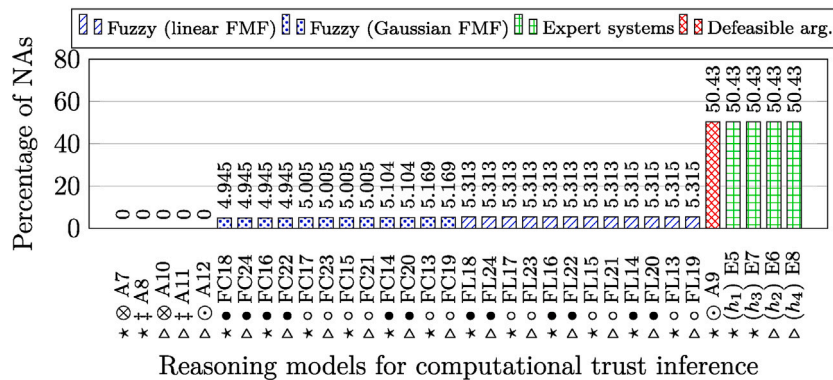 Fuzzy (linear FMF) Fuzzy (Gaussian FMF) Expert systems Defeasible arg.
Percentage of NAs
80
60
40
20
0
0
0
0
0
0
4.945
4.945
4.945
4.945
5.005
5.005
5.005
5.005
5.104
5.104
5.169
5.169
5.313
5.313
5.313
5.313
5.313
5.313
5.313
5.313
5.315
5.315
5.315
5.315
50.43
50.43
50.43
50.43
50.43
⋆ ⊗ A7
⋆ ‡ A8
▷ ⊗ A10
▷ ‡ A11
▷ ⊙ A12
⋆ ● FC18
▷ ● FC24
⋆ ● FC16
▷ ● FC22
⋆ ○ FC17
▷ ○ FC23
⋆ ○ FC15
▷ ○ FC21
⋆ ● FC14
▷ ● FC20
⋆ ○ FC13
▷ ○ FC19
⋆ ● FL18
▷ ● FL24
⋆ ○ FL17
▷ ○ FL23
⋆ ● FL16
▷ ● FL22
⋆ ○ FL15
▷ ○ FL21
⋆ ● FL14
▷ ● FL20
⋆ ○ FL13
▷ ○ FL19
⋆ ⊙ A9
⋆ (h₁) E5
⋆ (h₃) E7
▷ (h₂) E6
▷ (h₄) E8
Reasoning models for computational trust inference